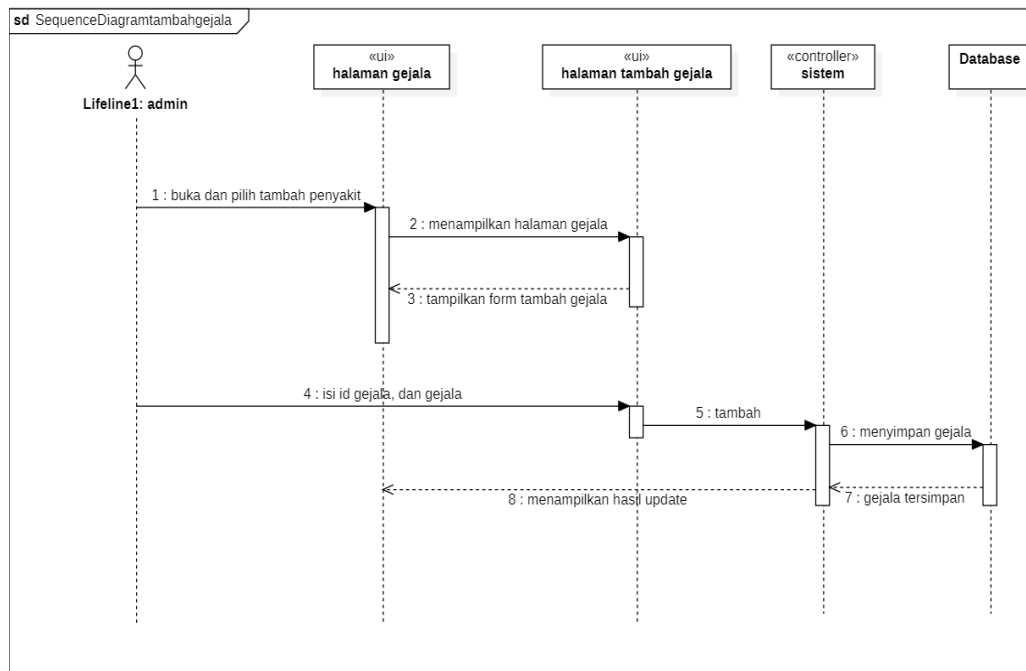 sd SequenceDiagramtambahgejala
Lifeline1: admin
«ui»
halaman gejala
«ui»
halaman tambah gejala
«controller»
sistem
Database
1 : buka dan pilih tambah penyakit
2 : menampilkan halaman gejala
3 : tampilkan form tambah gejala
4 : isi id gejala, dan gejala
5 : tambah
6 : menyimpan gejala
7 : gejala tersimpan
8 : menampilkan hasil update